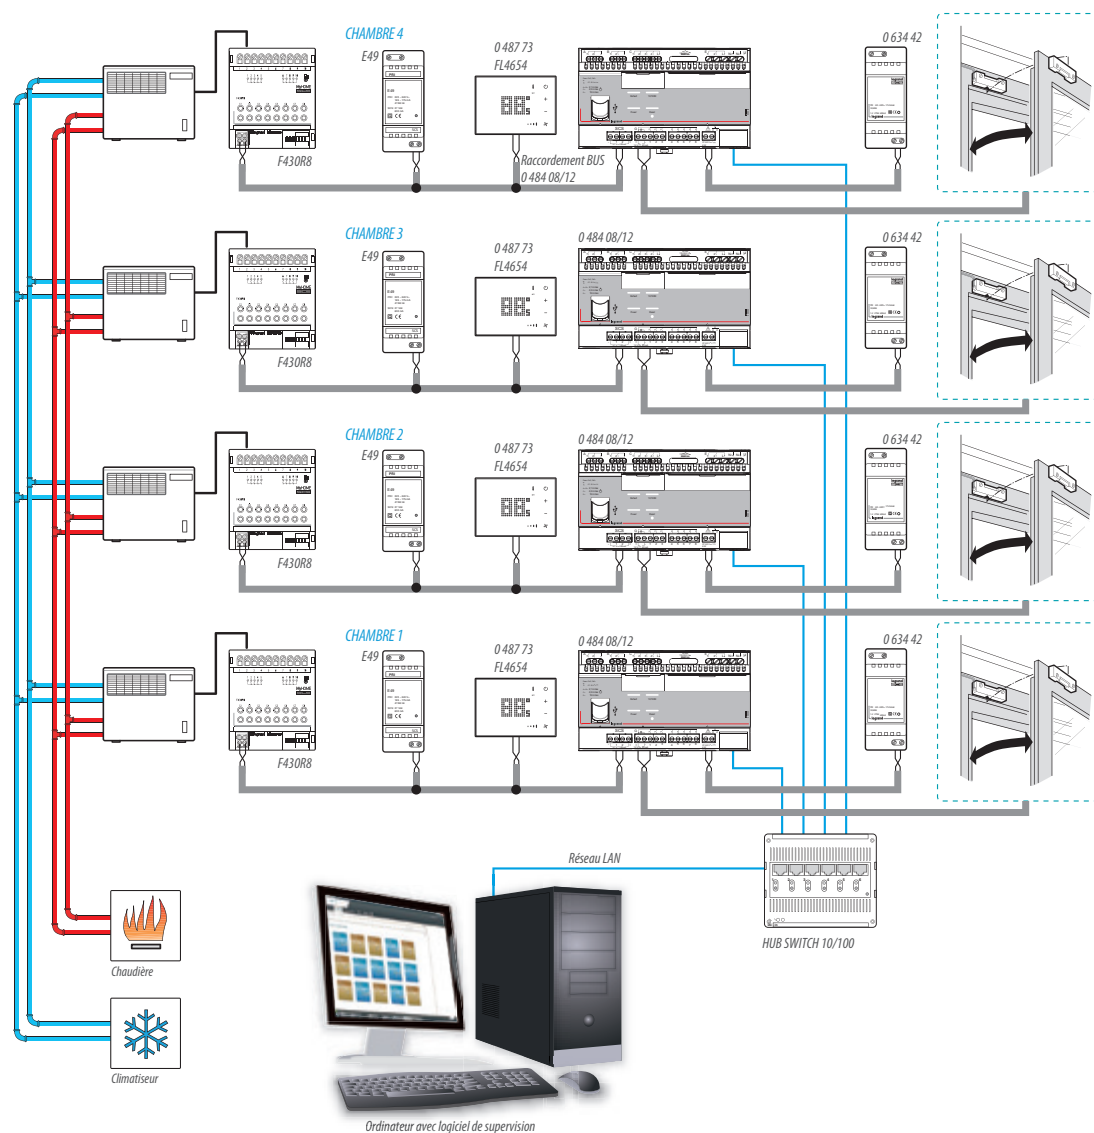 CHAMBRE 4
E49
0 487 73
FL4654
0 634 42
F430R8
Raccordement BUS
0 484 08/12
CHAMBRE 3
E49
0 487 73
FL4654
0 484 08/12
0 634 42
F430R8
CHAMBRE 2
E49
0 487 73
FL4654
0 484 08/12
0 634 42
F430R8
CHAMBRE 1
E49
0 487 73
FL4654
0 484 08/12
0 634 42
F430R8
Réseau LAN
HUB SWITCH 10/100
Chaudière
Climatiseur
Ordinateur avec logiciel de supervision